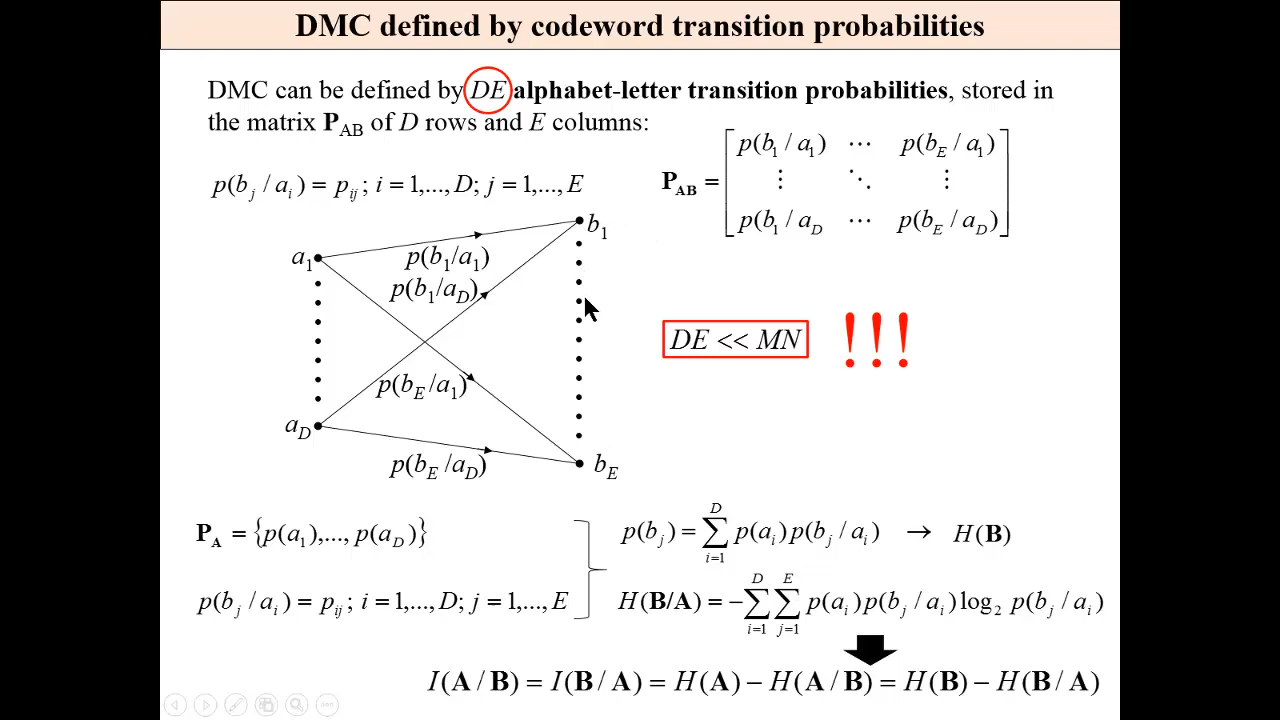 DMC defined by codeword transition probabilities
DMC can be defined by DE alphabet-letter transition probabilities, stored in
the matrix P_AB of D rows and E columns:
p(b_j / a_i) = p_ij ; i = 1,..., D; j = 1,..., E
P_AB = [ p(b_1 / a_1) ⋯ p(b_E / a_1)
⋮ ⋱ ⋮
p(b_1 / a_D) ⋯ p(b_E / a_D) ]
b_1
a_1
p(b_1/a_1)
p(b_1/a_D)
DE << MN !!!
p(b_E/a_1)
a_D
p(b_E/a_D)
b_E
P_A = {p(a_1),..., p(a_D)}
p(b_j / a_i) = p_ij ; i = 1,..., D; j = 1,..., E
p(b_j) = ∑_{i=1}^{D} p(a_i) p(b_j / a_i) → H(B)
H(B/A) = −∑_{i=1}^{D} ∑_{j=1}^{E} p(a_i) p(b_j / a_i) log_2 p(b_j / a_i)
I(A / B) = I(B / A) = H(A) − H(A / B) = H(B) − H(B / A)